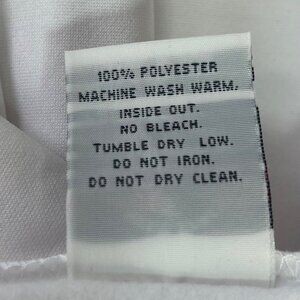 100% POLYESTER
MACHINE WASH WARM,
INSIDE OUT.
NO BLEACH.
TUMBLE DRY LOW.
DO NOT IRON.
DO NOT DRY CLEAN.